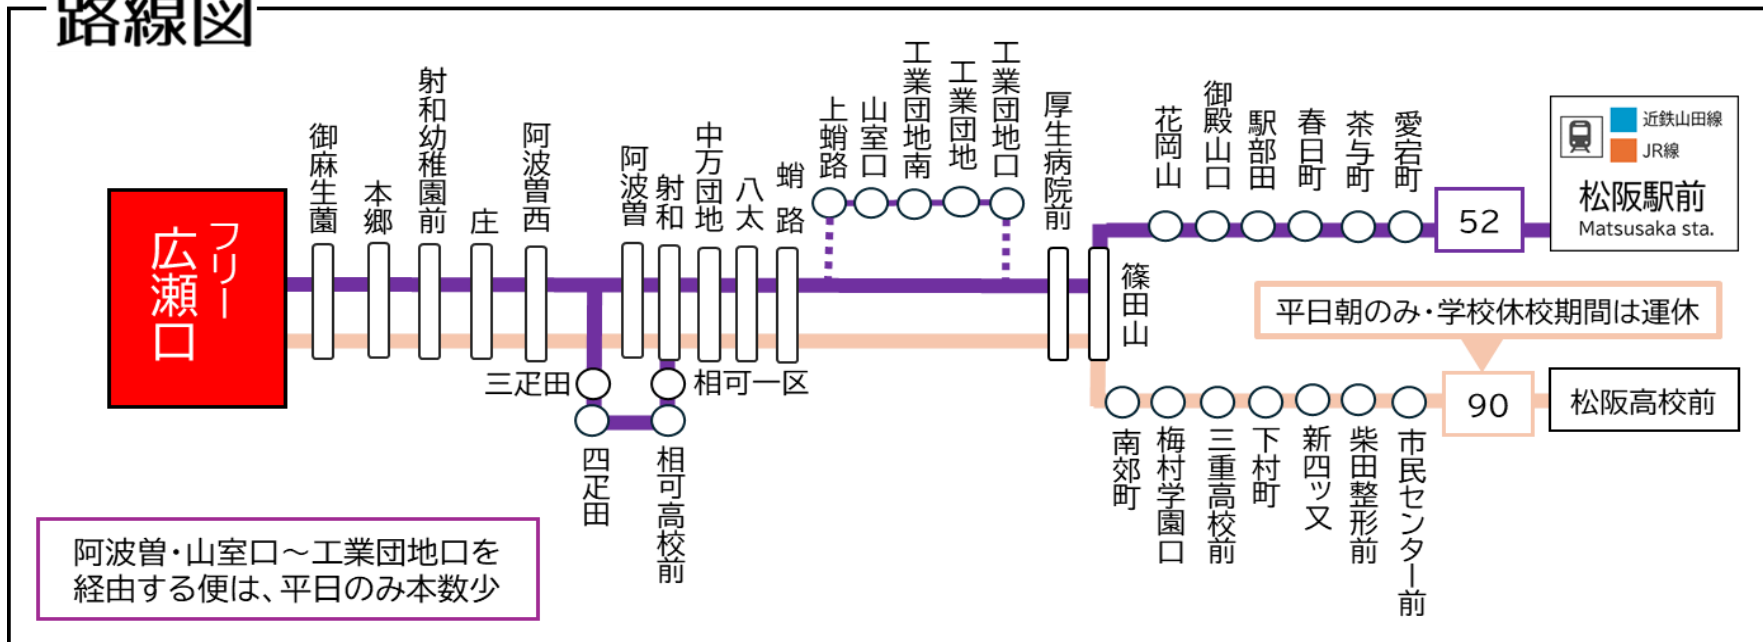 路線図
フリー
広瀬口
御麻生薗
本郷
射和幼稚園前
庄
阿波曽西
阿波曽
射和
中万団地
八太
蛸路
上蛸路
山室口
工業団地南
工業団地
工業団地口
厚生病院前
篠田山
花岡山
御殿山口
駅部田
春日町
茶与町
愛宕町
52
近鉄山田線
JR線
松阪駅前
Matsusaka sta.
平日朝のみ・学校休校期間は運休
三疋田
四疋田
相可高校前
相可一区
南郊町
梅村学園口
三重高校前
下村町
新四ツ又
柴田整形前
市民センター前
90
松阪高校前
阿波曽・山室口～工業団地口を
経由する便は、平日のみ本数少